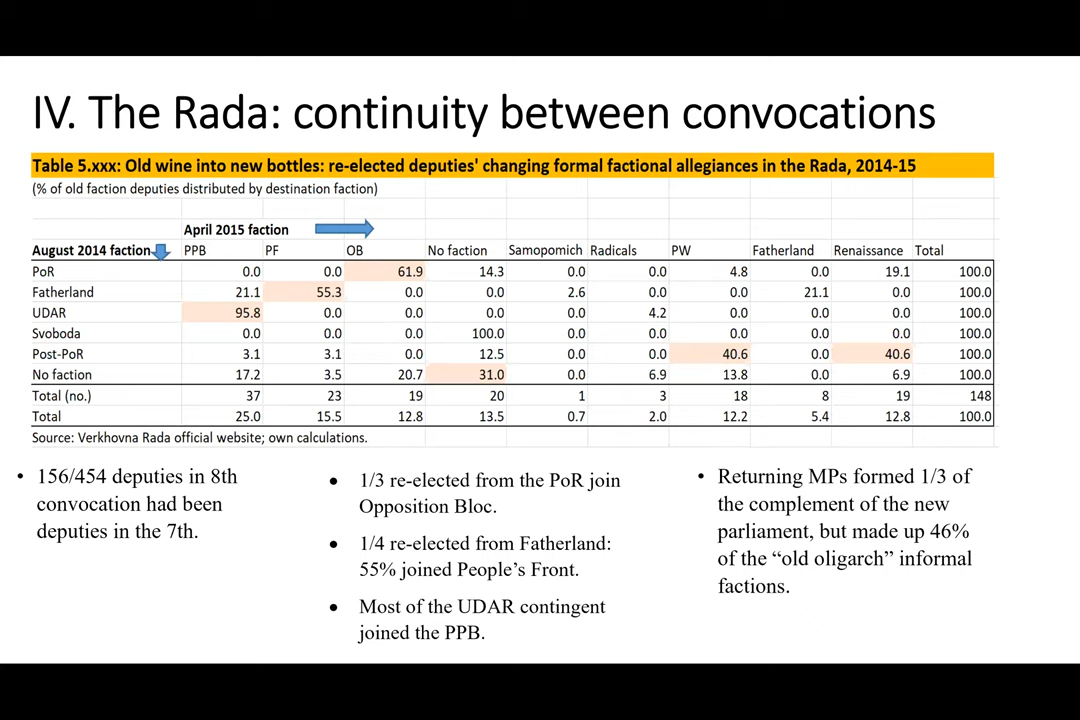 IV. The Rada: continuity between convocations
Table 5.xxx: Old wine into new bottles: re-elected deputies' changing formal factional allegiances in the Rada, 2014-15
(% of old faction deputies distributed by destination faction)
April 2015 faction
August 2014 faction PPB PF OB No faction Samopomich Radicals PW Fatherland Renaissance Total
PoR 0.0 0.0 61.9 14.3 0.0 0.0 4.8 0.0 19.1 100.0
Fatherland 21.1 55.3 0.0 0.0 2.6 0.0 0.0 21.1 0.0 100.0
UDAR 95.8 0.0 0.0 0.0 0.0 4.2 0.0 0.0 0.0 100.0
Svoboda 0.0 0.0 0.0 100.0 0.0 0.0 0.0 0.0 0.0 100.0
Post-PoR 3.1 3.1 0.0 12.5 0.0 0.0 40.6 0.0 40.6 100.0
No faction 17.2 3.5 20.7 31.0 0.0 6.9 13.8 0.0 6.9 100.0
Total (no.) 37 23 19 20 1 3 18 8 19 148
Total 25.0 15.5 12.8 13.5 0.7 2.0 12.2 5.4 12.8 100.0
Source: Verkhovna Rada official website; own calculations.
• 156/454 deputies in 8th
convocation had been
deputies in the 7th.
• 1/3 re-elected from the PoR join
Opposition Bloc.
• 1/4 re-elected from Fatherland:
55% joined People’s Front.
• Most of the UDAR contingent
joined the PPB.
• Returning MPs formed 1/3 of
the complement of the new
parliament, but made up 46%
of the “old oligarch” informal
factions.